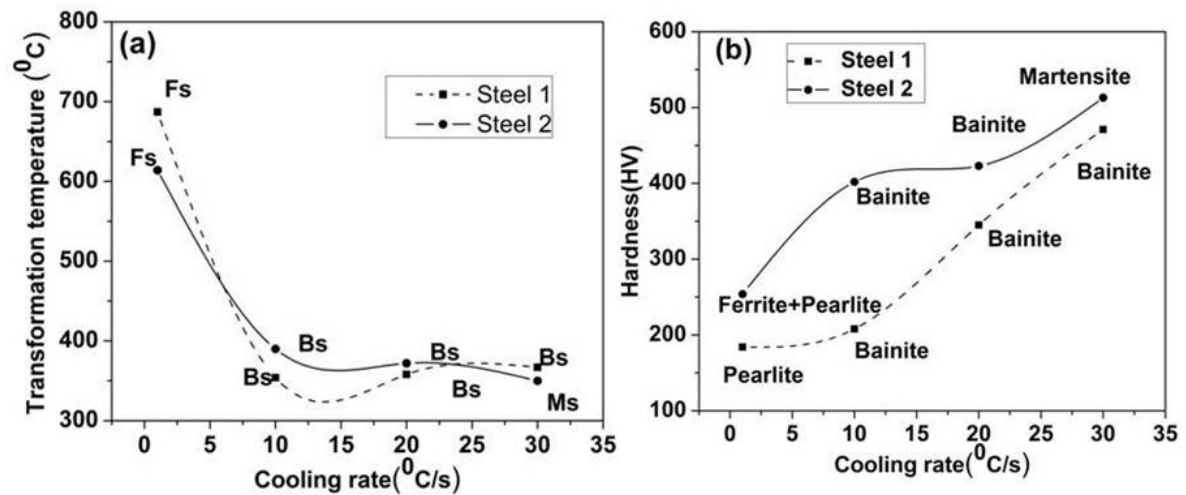 (a)
Transformation temperature (⁰C)
800
700
600
500
400
300
Fs
Fs
Steel 1
Steel 2
Bs
Bs
Bs
Bs
Bs
Ms
0 5 10 15 20 25 30 35
Cooling rate(⁰C/s)
(b)
Hardness(HV)
600
500
400
300
200
100
Steel 1
Steel 2
Martensite
Bainite
Bainite
Bainite
Bainite
Ferrite+Pearlite
Bainite
Pearlite
0 5 10 15 20 25 30 35
Cooling rate(⁰C/s)